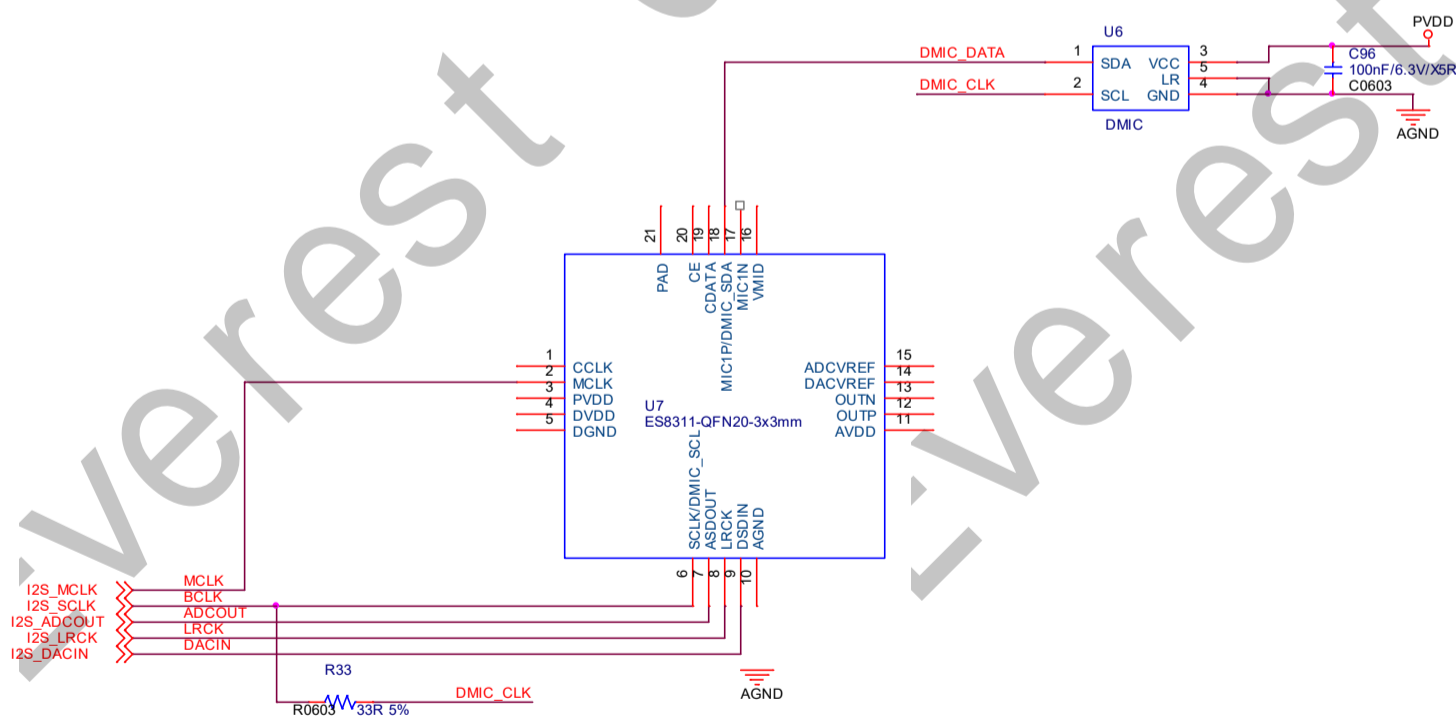 PVDD
U6
DMIC_DATA
1
SDA
VCC
3
C96
5
LR
100nF/6.3V/X5R
DMIC_CLK
2
SCL
GND
4
C0603
DMIC
AGND
21
20
19
18
17
16
PAD
CE
CDATA
MIC1P/DMIC_SDA
MIC1N
VMID
1
CCLK
2
MCLK
3
PVDD
4
DVDD
5
DGND
ADCVREF
15
DACVREF
14
OUTN
13
OUTP
12
AVDD
11
U7
ES8311-QFN20-3x3mm
SCLK/DMIC_SCL
ASDOUT
LRCK
DSDIN
AGND
6
7
8
9
10
I2S_MCLK
MCLK
I2S_SCLK
BCLK
I2S_ADCOUT
ADCOUT
I2S_LRCK
LRCK
I2S_DACIN
DACIN
R33
R0603
33R 5%
DMIC_CLK
AGND
verest
verest